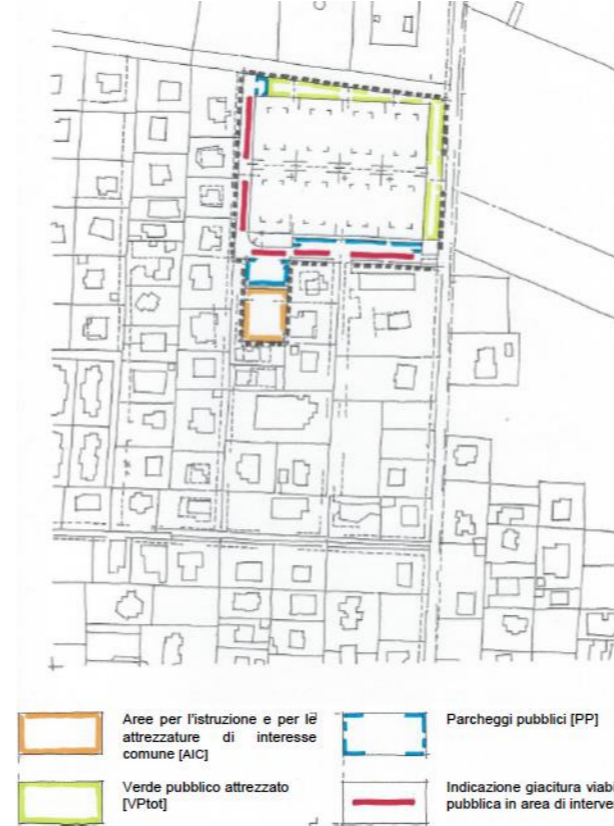 Aree per l'istruzione e per le
attrezzature di interesse
comune [AIC]
Parcheggi pubblici [PP]
Verde pubblico attrezzato
[VPtot]
Indicazione giacitura viabi
pubblica in area di interve